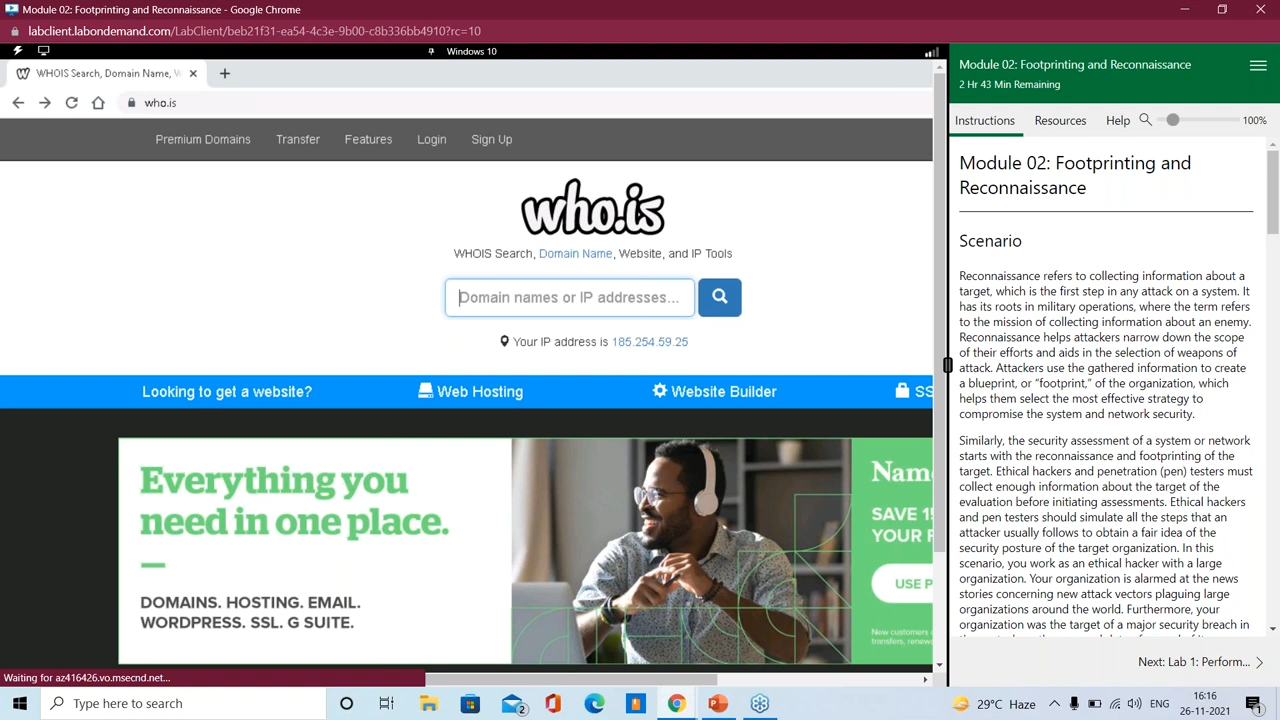 Module 02: Footprinting and Reconnaissance - Google Chrome
labclient.labondemand.com/LabClient/beb21f31-ea54-4c3e-9b00-c8b336bb4910?rc=10
Windows 10
WHOIS Search, Domain Name, W
who.is
Premium Domains Transfer Features Login Sign Up
who.is
WHOIS Search, Domain Name, Website, and IP Tools
Domain names or IP addresses...
Your IP address is 185.254.59.25
Looking to get a website? Web Hosting Website Builder SS
Everything you
need in one place.
DOMAINS. HOSTING. EMAIL.
WORDPRESS. SSL. G SUITE.
Nam
SAVE 1
YOUR
USE P
New customers
transfers, renew
Waiting for az416426.vo.msecnd.net...
Module 02: Footprinting and Reconnaissance
2 Hr 43 Min Remaining
Instructions Resources Help 100%
Module 02: Footprinting and
Reconnaissance
Scenario
Reconnaissance refers to collecting information about a
target, which is the first step in any attack on a system. It
has its roots in military operations, where the term refers
to the mission of collecting information about an enemy.
Reconnaissance helps attackers narrow down the scope
of their efforts and aids in the selection of weapons of
attack. Attackers use the gathered information to create
a blueprint, or “footprint,” of the organization, which
helps them select the most effective strategy to
compromise the system and network security.
Similarly, the security assessment of a system or network
starts with the reconnaissance and footprinting of the
target. Ethical hackers and penetration (pen) testers must
collect enough information about the target of the
evaluation before initiating assessments. Ethical hackers
and pen testers should simulate all the steps that an
attacker usually follows to obtain a fair idea of the
security posture of the target organization. In this
scenario, you work as an ethical hacker with a large
organization. Your organization is alarmed at the news
stories concerning new attack vectors plaguing large
organizations around the world. Furthermore, your
organization was the target of a major security breach in
Next: Lab 1: Perform...
Type here to search
2
29°C Haze
ENG
16:16
26-11-2021
1